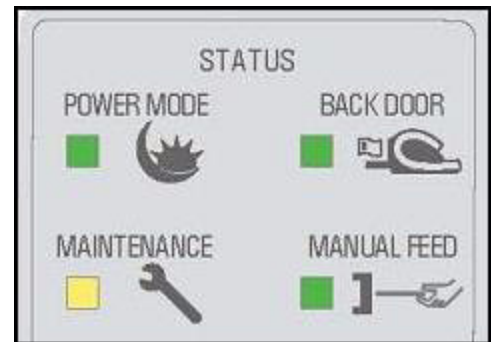 STATUS
POWER MODE
BACK DOOR
MAINTENANCE
MANUAL FEED